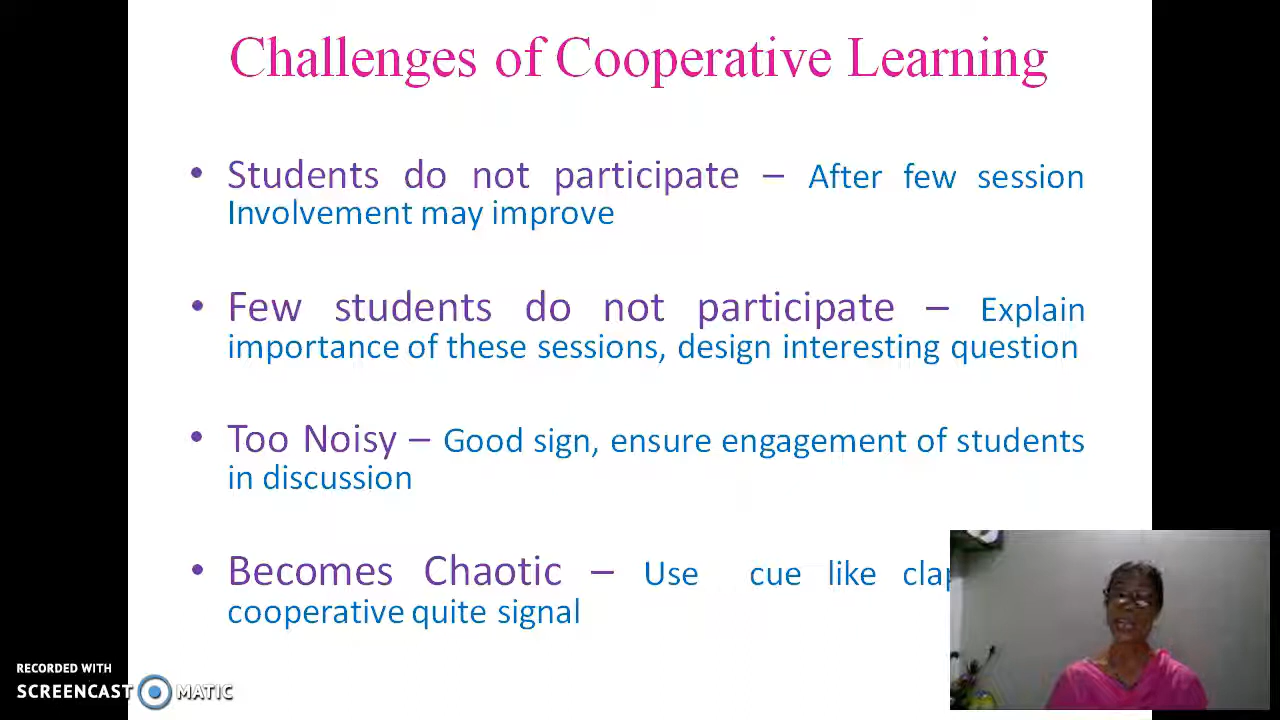 Challenges of Cooperative Learning
• Students do not participate – After few session
Involvement may improve
• Few students do not participate – Explain
importance of these sessions, design interesting question
• Too Noisy – Good sign, ensure engagement of students
in discussion
• Becomes Chaotic – Use cue like
cooperative quite signal
RECORDED WITH
SCREENCAST MATIC